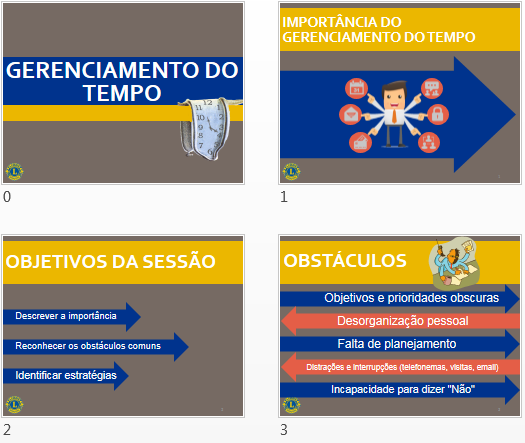 GERENCIAMENTO DO
TEMPO
0
IMPORTÂNCIA DO
GERENCIAMENTO DO TEMPO
1
OBJETIVOS DA SESSÃO
Descrever a importância
Reconhecer os obstáculos comuns
Identificar estratégias
2
OBSTÁCULOS
Objetivos e prioridades obscuras
Desorganização pessoal
Falta de planejamento
Distrações e interrupções (telefonemas, visitas, email)
Incapacidade para dizer "Não"
3